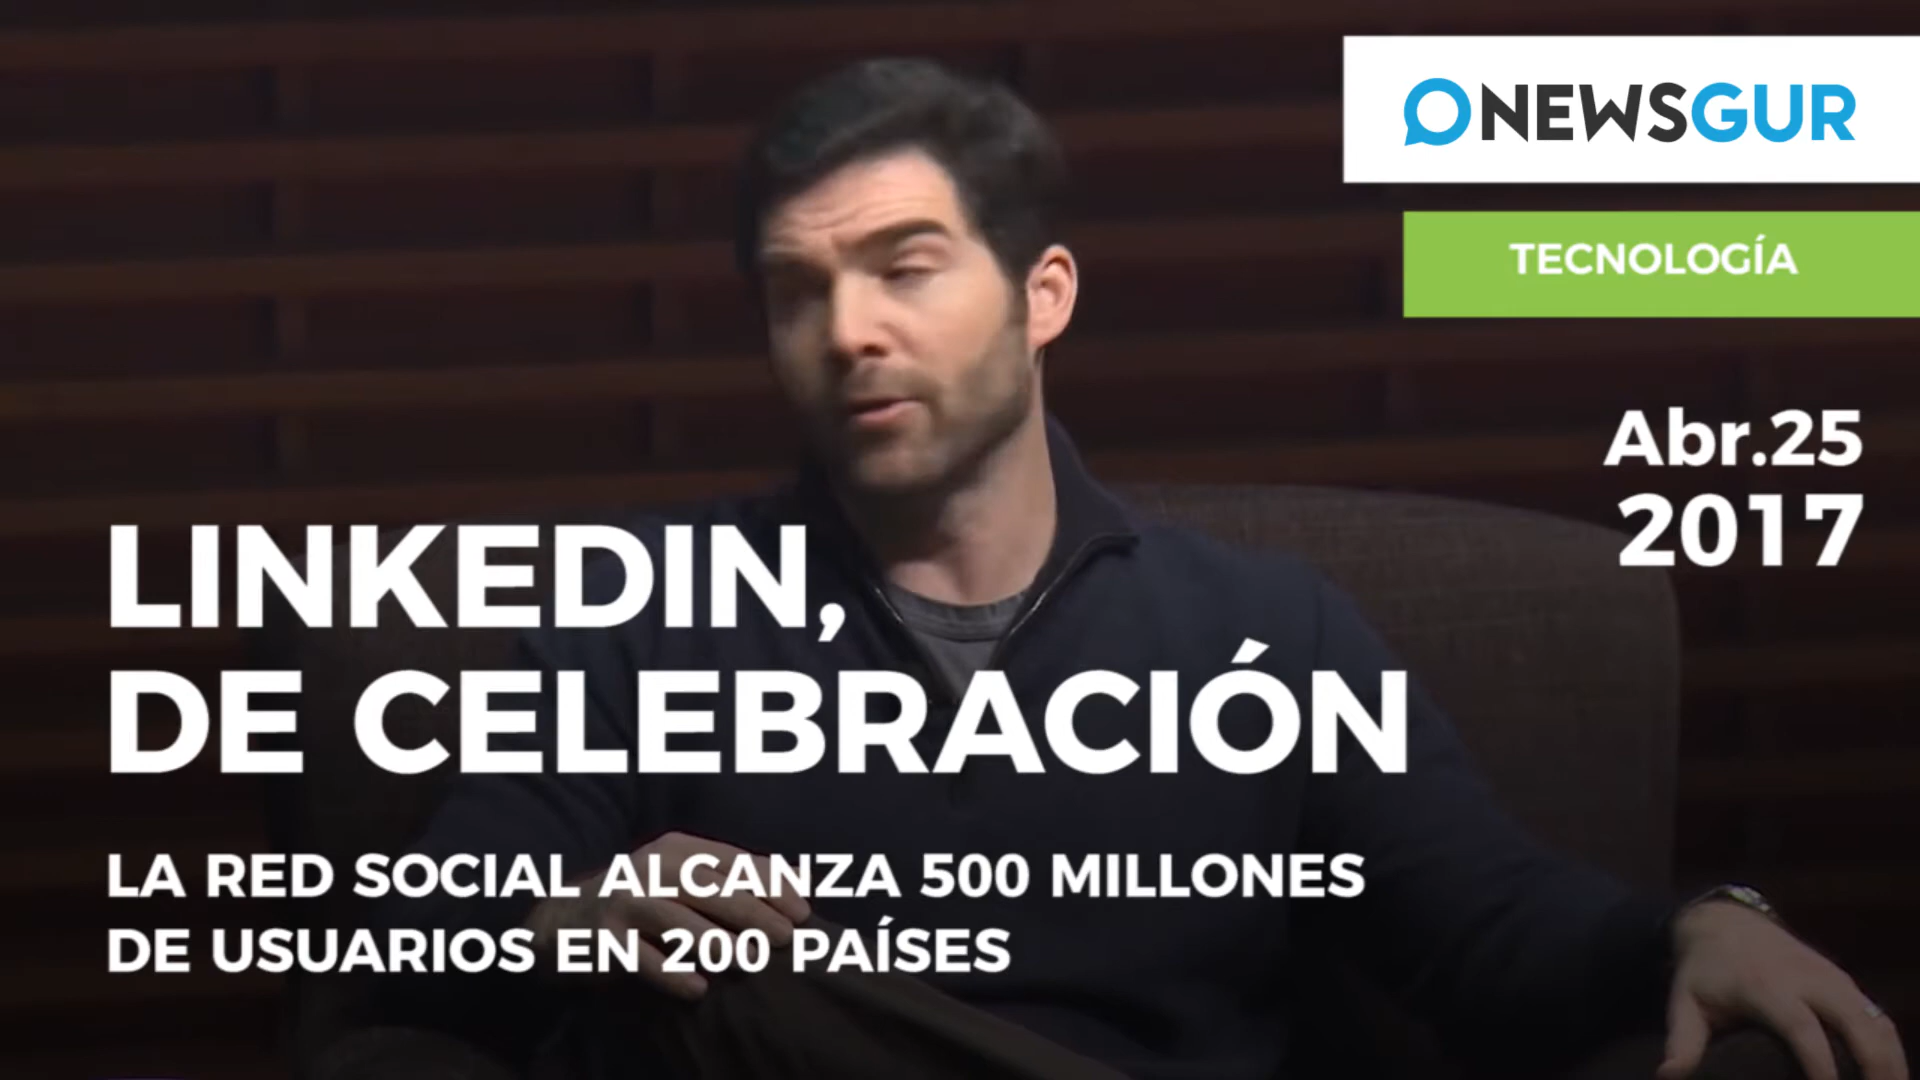 NEWSGUR
TECNOLOGÍA
Abr.25
2017
LINKEDIN,
DE CELEBRACIÓN
LA RED SOCIAL ALCANZA 500 MILLONES
DE USUARIOS EN 200 PAÍSES